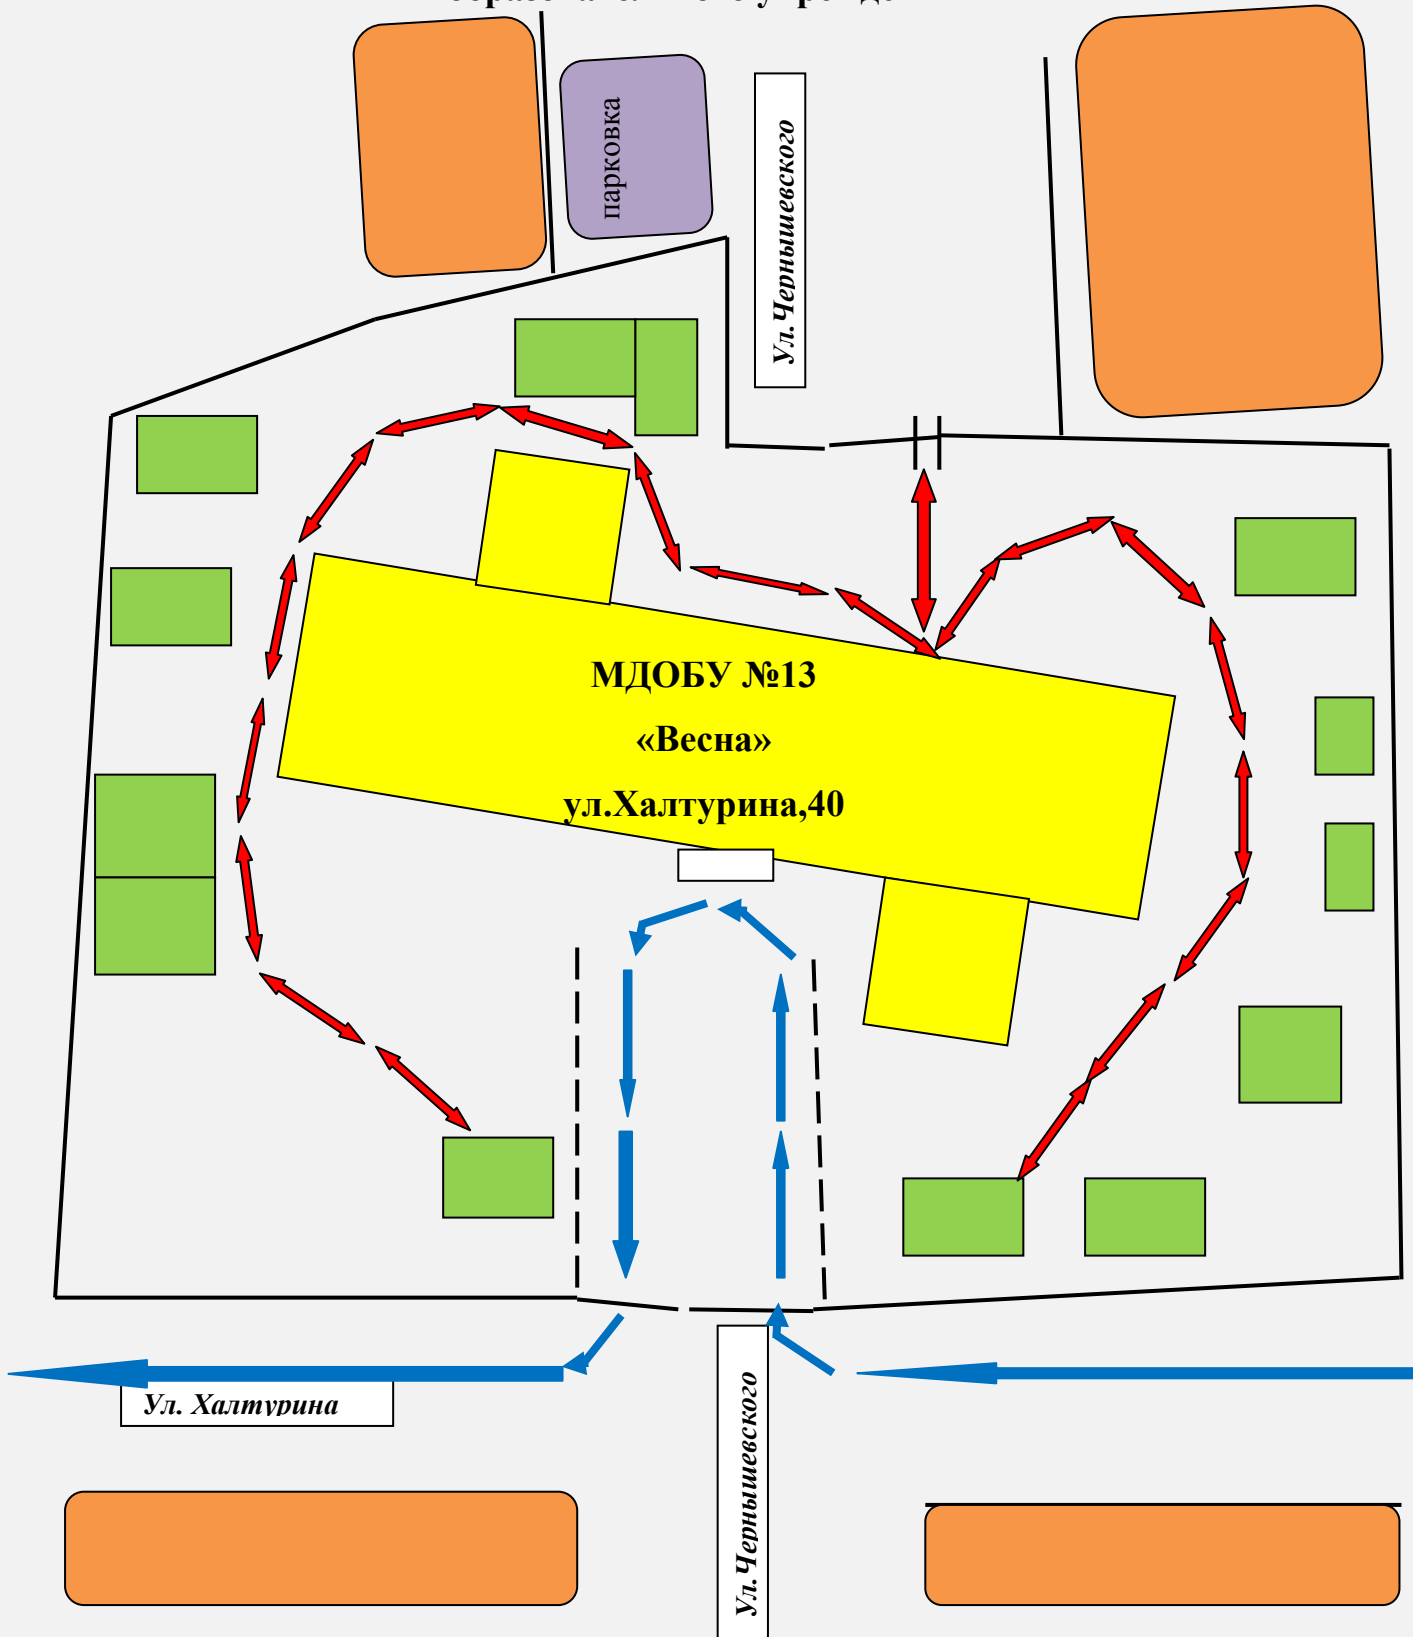 парковка
Ул.Чернышевского
МДОБУ №13
«Весна»
ул.Халтурина,40
Ул. Халтурина
Ул.Чернышевского